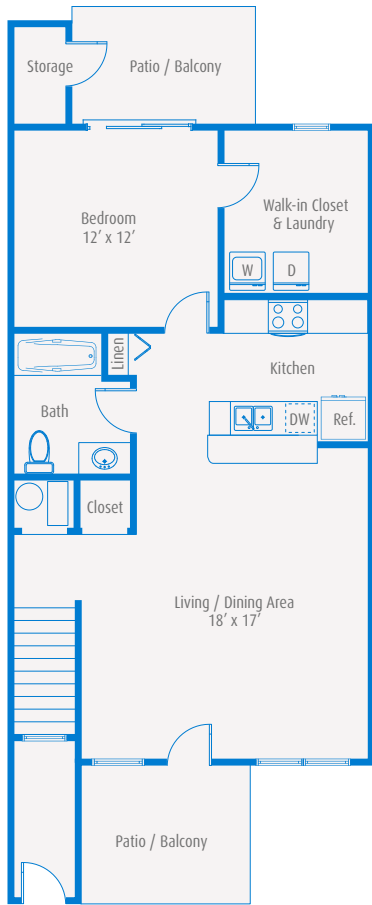 Storage
Patio / Balcony
Bedroom
12’ x 12’
Walk-in Closet
& Laundry
W
D
Linen
Kitchen
Bath
DW
Ref.
Closet
Living / Dining Area
18’ x 17’
Patio / Balcony